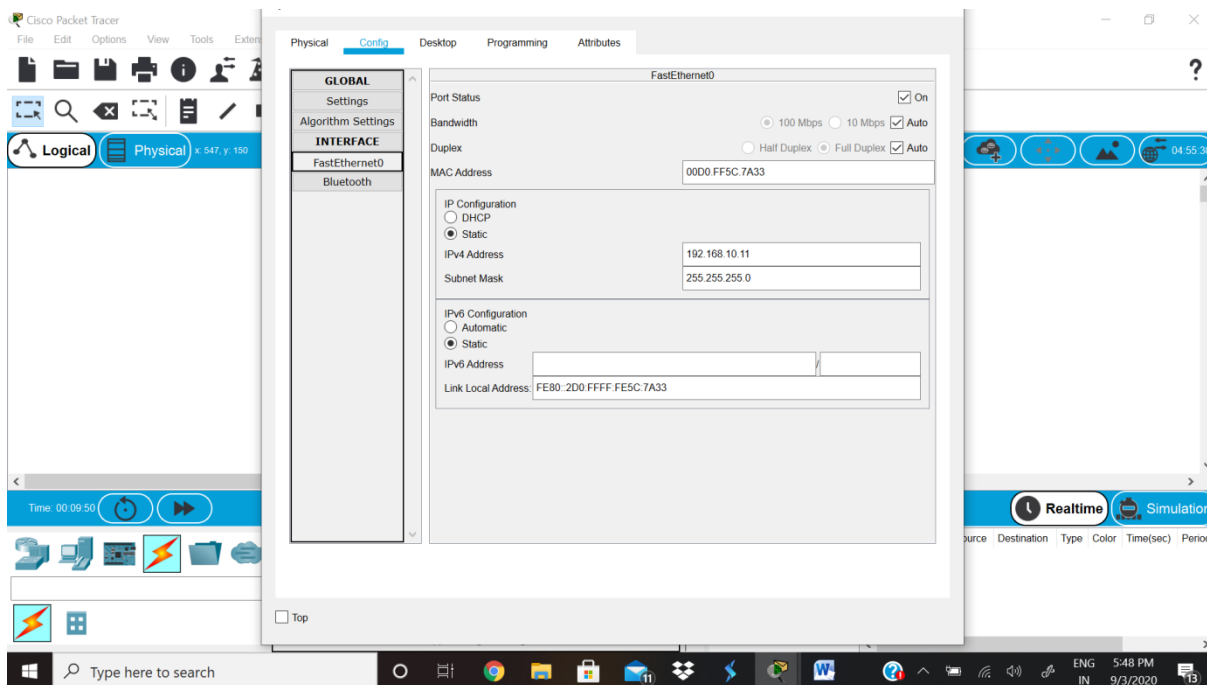 Cisco Packet Tracer
File Edit Options View Tools
Physical Config Desktop Programming Attributes
?
GLOBAL
Settings
Algorithm Settings
INTERFACE
FastEthernet0
Bluetooth
FastEthernet0
Port Status On
Bandwidth 100 Mbps 10 Mbps Auto
Duplex Half Duplex Full Duplex Auto
MAC Address 00D0.FF5C.7A33
IP Configuration
DHCP
Static
IPv4 Address 192.168.10.11
Subnet Mask 255.255.255.0
IPv6 Configuration
Automatic
Static
IPv6 Address /
Link Local Address: FE80::2D0:FFFF:FE5C:7A33
Logical Physical x: 547, y: 150
Time: 00:09:50
Realtime Simulation
Destination Type Color Time(sec)
Top
Type here to search
W
11
ENG 5:48 PM
IN 9/3/2020
13